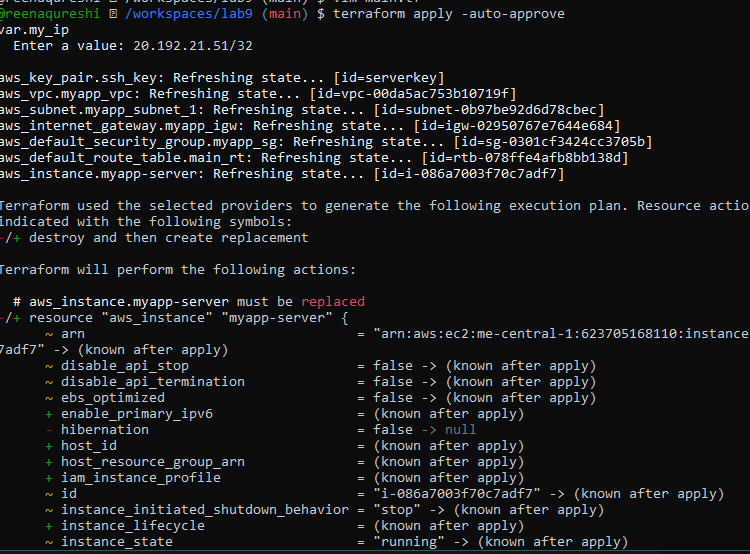 @reenaqureshi /workspaces/lab9 (main) $ terraform apply -auto-approve
var.my_ip
  Enter a value: 20.192.21.51/32

aws_key_pair.ssh_key: Refreshing state... [id=serverkey]
aws_vpc.myapp_vpc: Refreshing state... [id=vpc-00da5ac753b10719f]
aws_subnet.myapp_subnet_1: Refreshing state... [id=subnet-0b97be92d6d78cbec]
aws_internet_gateway.myapp_igw: Refreshing state... [id=igw-02950767e7644e684]
aws_default_security_group.myapp_sg: Refreshing state... [id=sg-0301cf3424cc3705b]
aws_default_route_table.main_rt: Refreshing state... [id=rtb-078ffe4afb8bb138d]
aws_instance.myapp-server: Refreshing state... [id=i-086a7003f70c7adf7]

Terraform used the selected providers to generate the following execution plan. Resource actio
indicated with the following symbols:
-/+ destroy and then create replacement

Terraform will perform the following actions:

  # aws_instance.myapp-server must be replaced
-/+ resource "aws_instance" "myapp-server" {
      ~ arn                                  = "arn:aws:ec2:me-central-1:623705168110:instance
7adf7" -> (known after apply)
      ~ disable_api_stop                     = false -> (known after apply)
      ~ disable_api_termination              = false -> (known after apply)
      ~ ebs_optimized                        = false -> (known after apply)
      + enable_primary_ipv6                  = (known after apply)
      - hibernation                          = false -> null
      + host_id                              = (known after apply)
      + host_resource_group_arn              = (known after apply)
      + iam_instance_profile                 = (known after apply)
      ~ id                                   = "i-086a7003f70c7adf7" -> (known after apply)
      ~ instance_initiated_shutdown_behavior = "stop" -> (known after apply)
      + instance_lifecycle                   = (known after apply)
      ~ instance_state                       = "running" -> (known after apply)